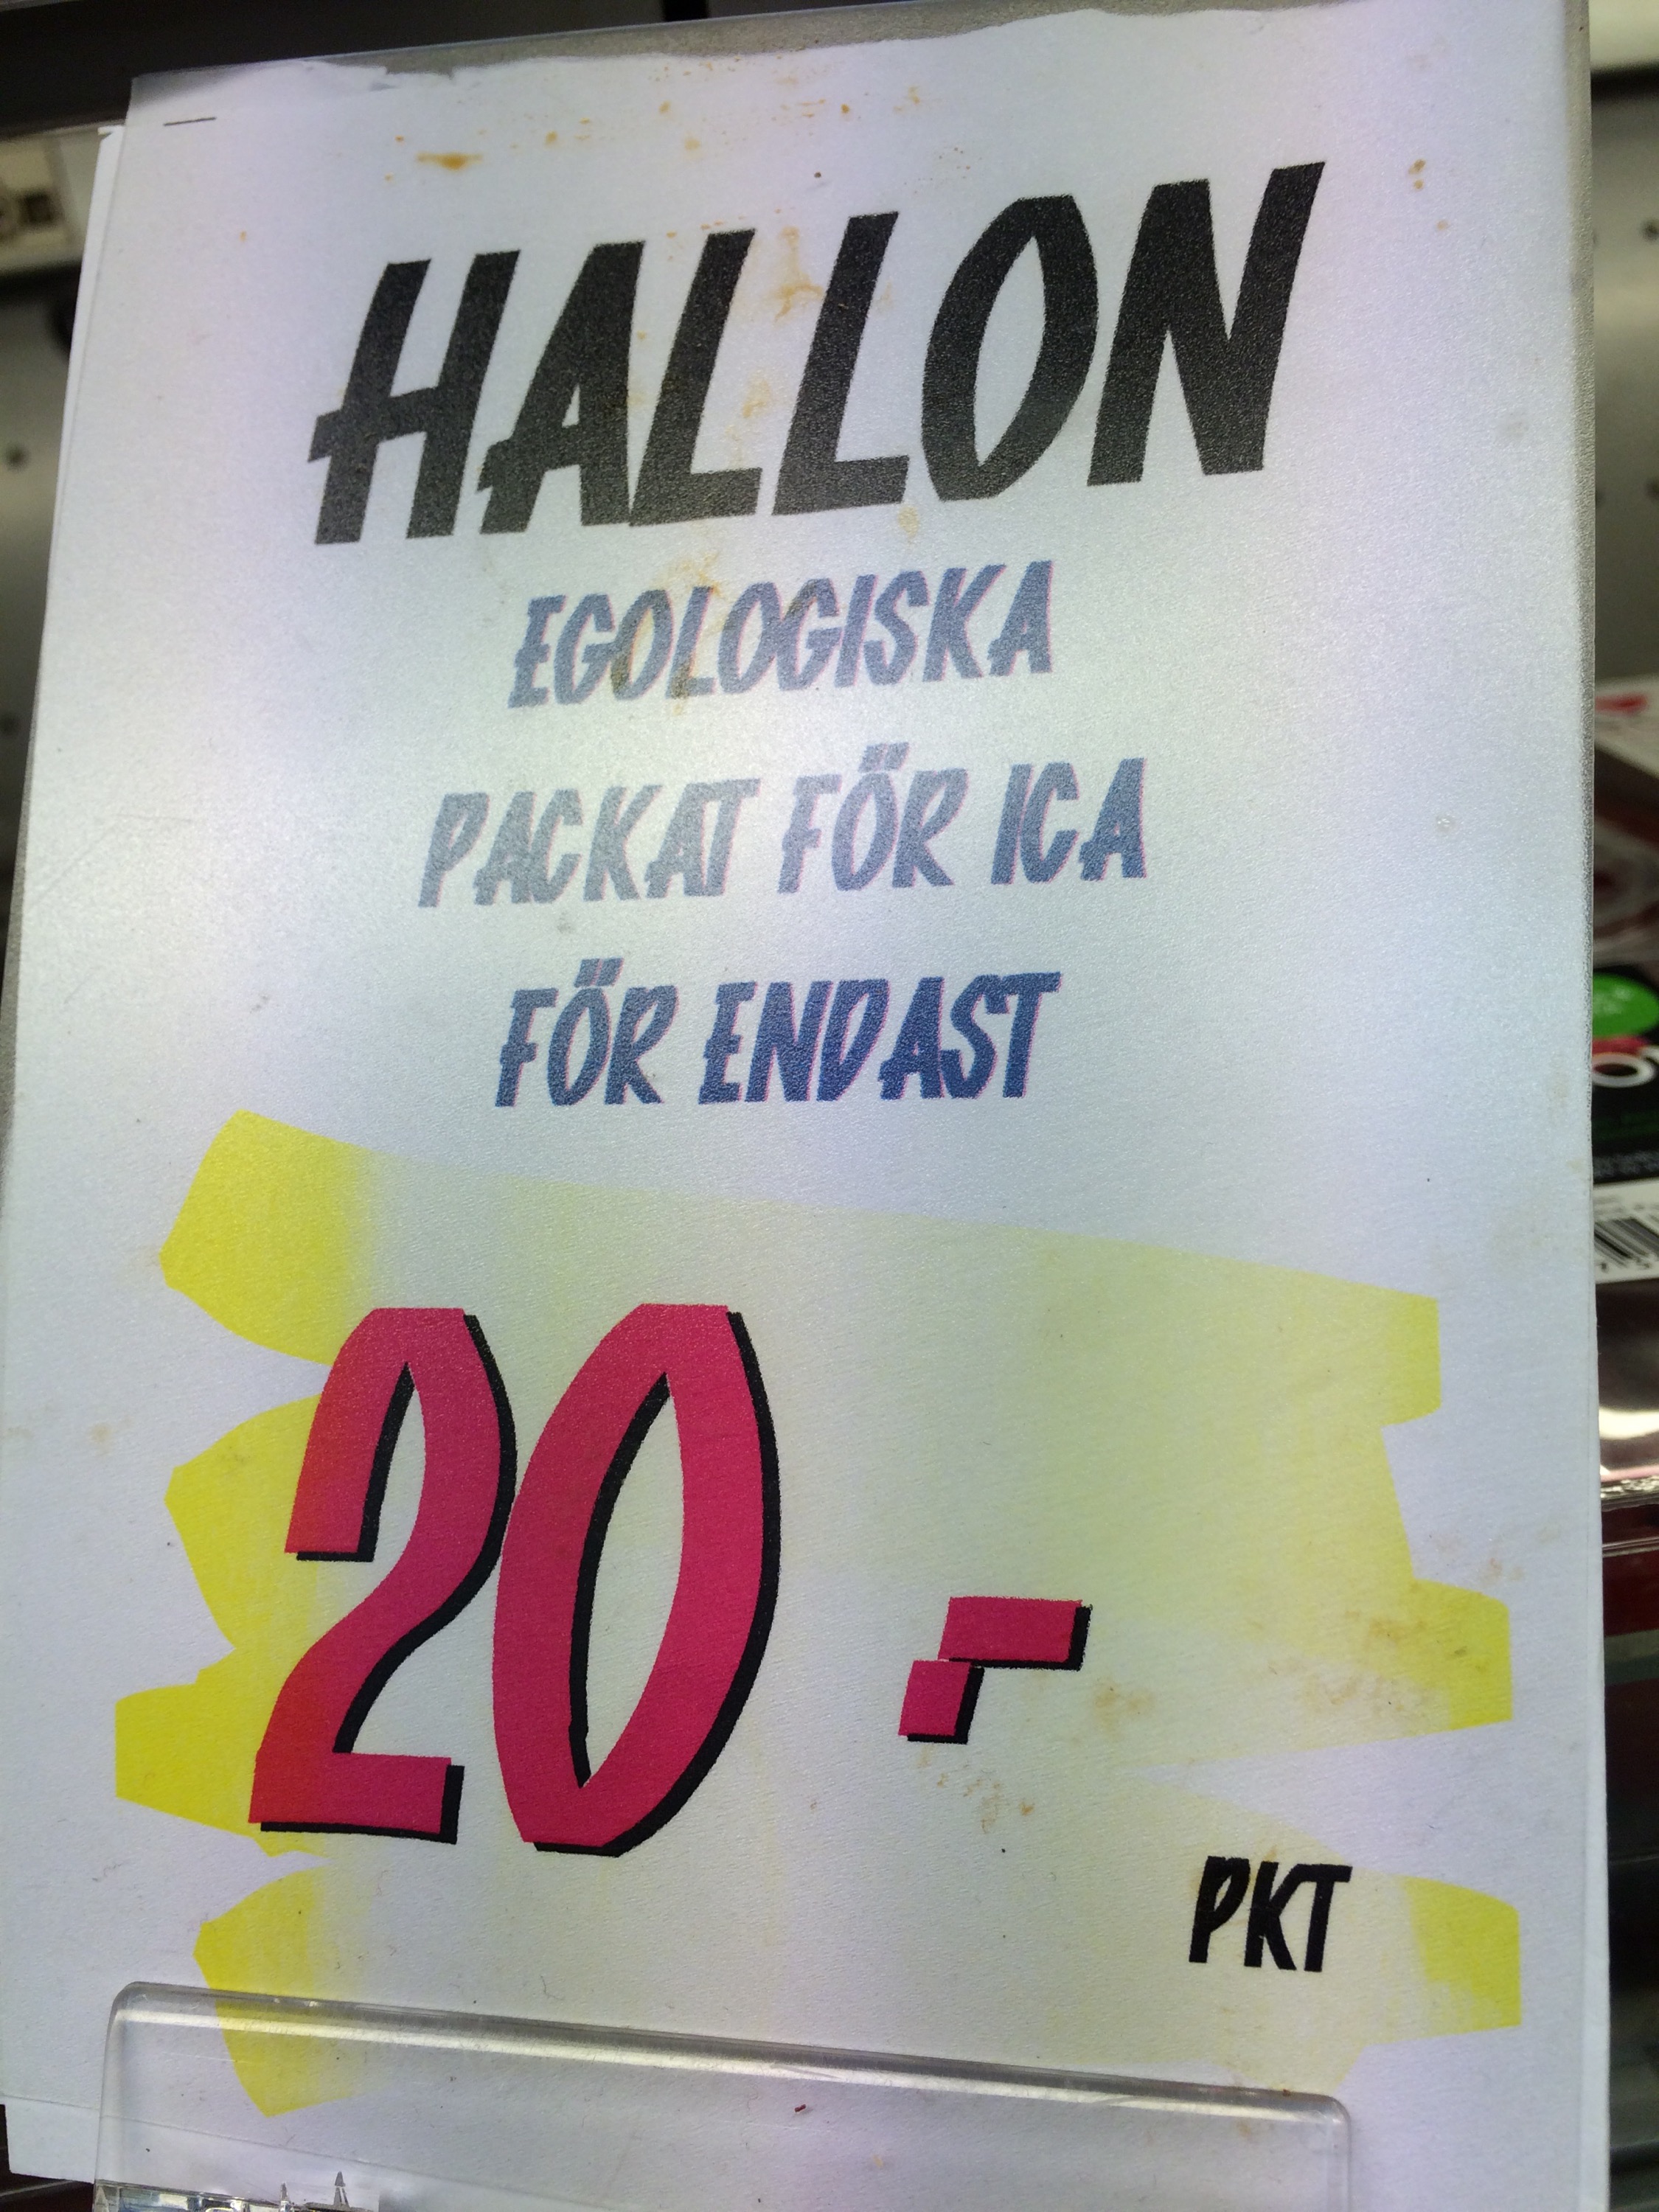 HALLON
EGOLOGISKA
PACKAT FÖR ICA
FÖR ENDAST
20 .-
PKT